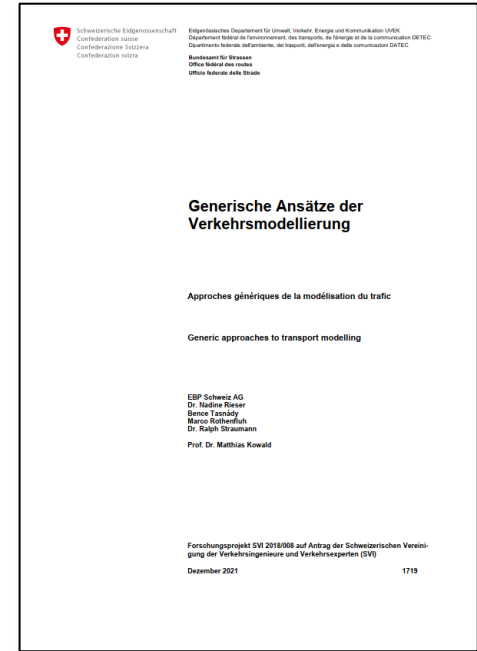 Schweizerische Eidgenossenschaft
Confédération suisse
Confederazione Svizzera
Confederaziun svizra
Eidgenössisches Departement für Umwelt, Verkehr, Energie und Kommunikation UVEK
Département fédéral de l'environnement, des transports, de l'énergie et de la communication DETEC
Dipartimento federale dell'ambiente, dei trasporti, dell'energia e delle comunicazioni DATEC
Bundesamt für Strassen
Office fédéral des routes
Ufficio federale delle Strade
Generische Ansätze der
Verkehrsmodellierung
Approches génériques de la modélisation du trafic
Generic approaches to transport modelling
EBP Schweiz AG
Dr. Nadine Rieser
Bence Tasnády
Marco Rothenfluh
Dr. Ralph Straumann
Prof. Dr. Matthias Kowald
Forschungsprojekt SVI 2018/008 auf Antrag der Schweizerischen Vereini-
gung der Verkehrsingenieure und Verkehrsexperten (SVI)
Dezember 2021 1719